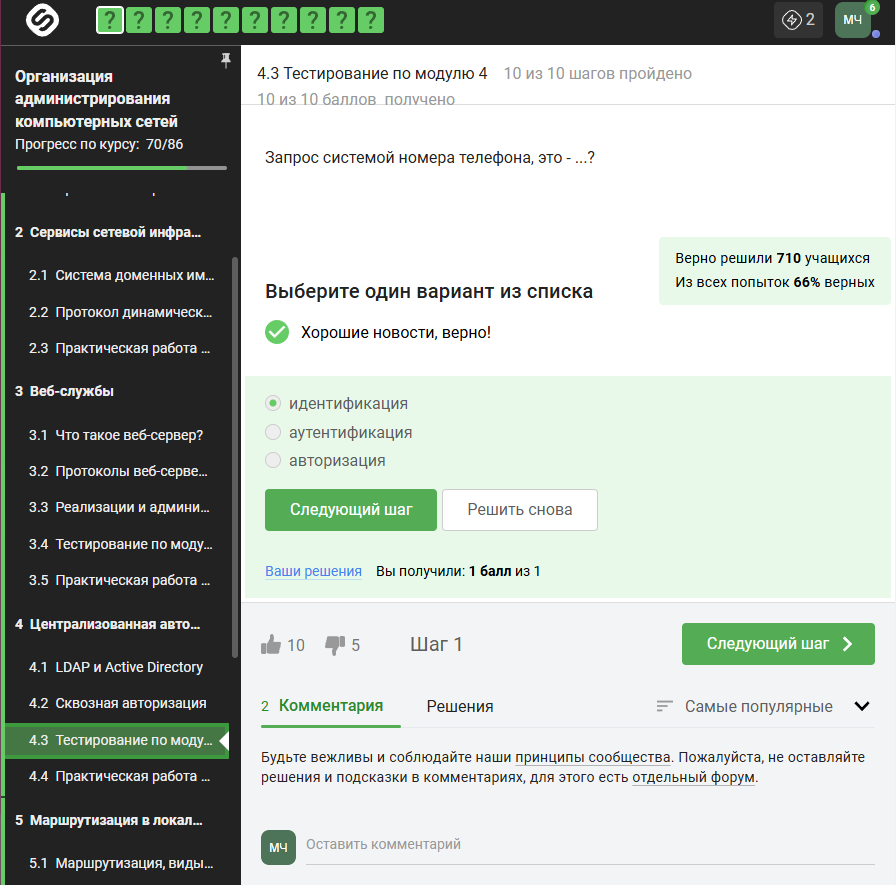 ? ? ? ? ? ? ? ? ? ?
2
МЧ
6
Организация
администрирования
компьютерных сетей
Прогресс по курсу: 70/86
2 Сервисы сетевой инфра...
2.1 Система доменных им...
2.2 Протокол динамическ...
2.3 Практическая работа ...
3 Веб-службы
3.1 Что такое веб-сервер?
3.2 Протоколы веб-серве...
3.3 Реализации и админи...
3.4 Тестирование по моду...
3.5 Практическая работа ...
4 Централизованная авто...
4.1 LDAP и Active Directory
4.2 Сквозная авторизация
4.3 Тестирование по моду...
4.4 Практическая работа ...
5 Маршрутизация в локал...
5.1 Маршрутизация, виды...
4.3 Тестирование по модулю 4 10 из 10 шагов пройдено
10 из 10 баллов получено
Запрос системой номера телефона, это - ...?
Верно решили 710 учащихся
Из всех попыток 66% верных
Выберите один вариант из списка
Хорошие новости, верно!
идентификация
аутентификация
авторизация
Следующий шаг
Решить снова
Ваши решения Вы получили: 1 балл из 1
10 5 Шаг 1
Следующий шаг
2 Комментария Решения
Самые популярные
Будьте вежливы и соблюдайте наши принципы сообщества. Пожалуйста, не оставляйте
решения и подсказки в комментариях, для этого есть отдельный форум.
МЧ Оставить комментарий